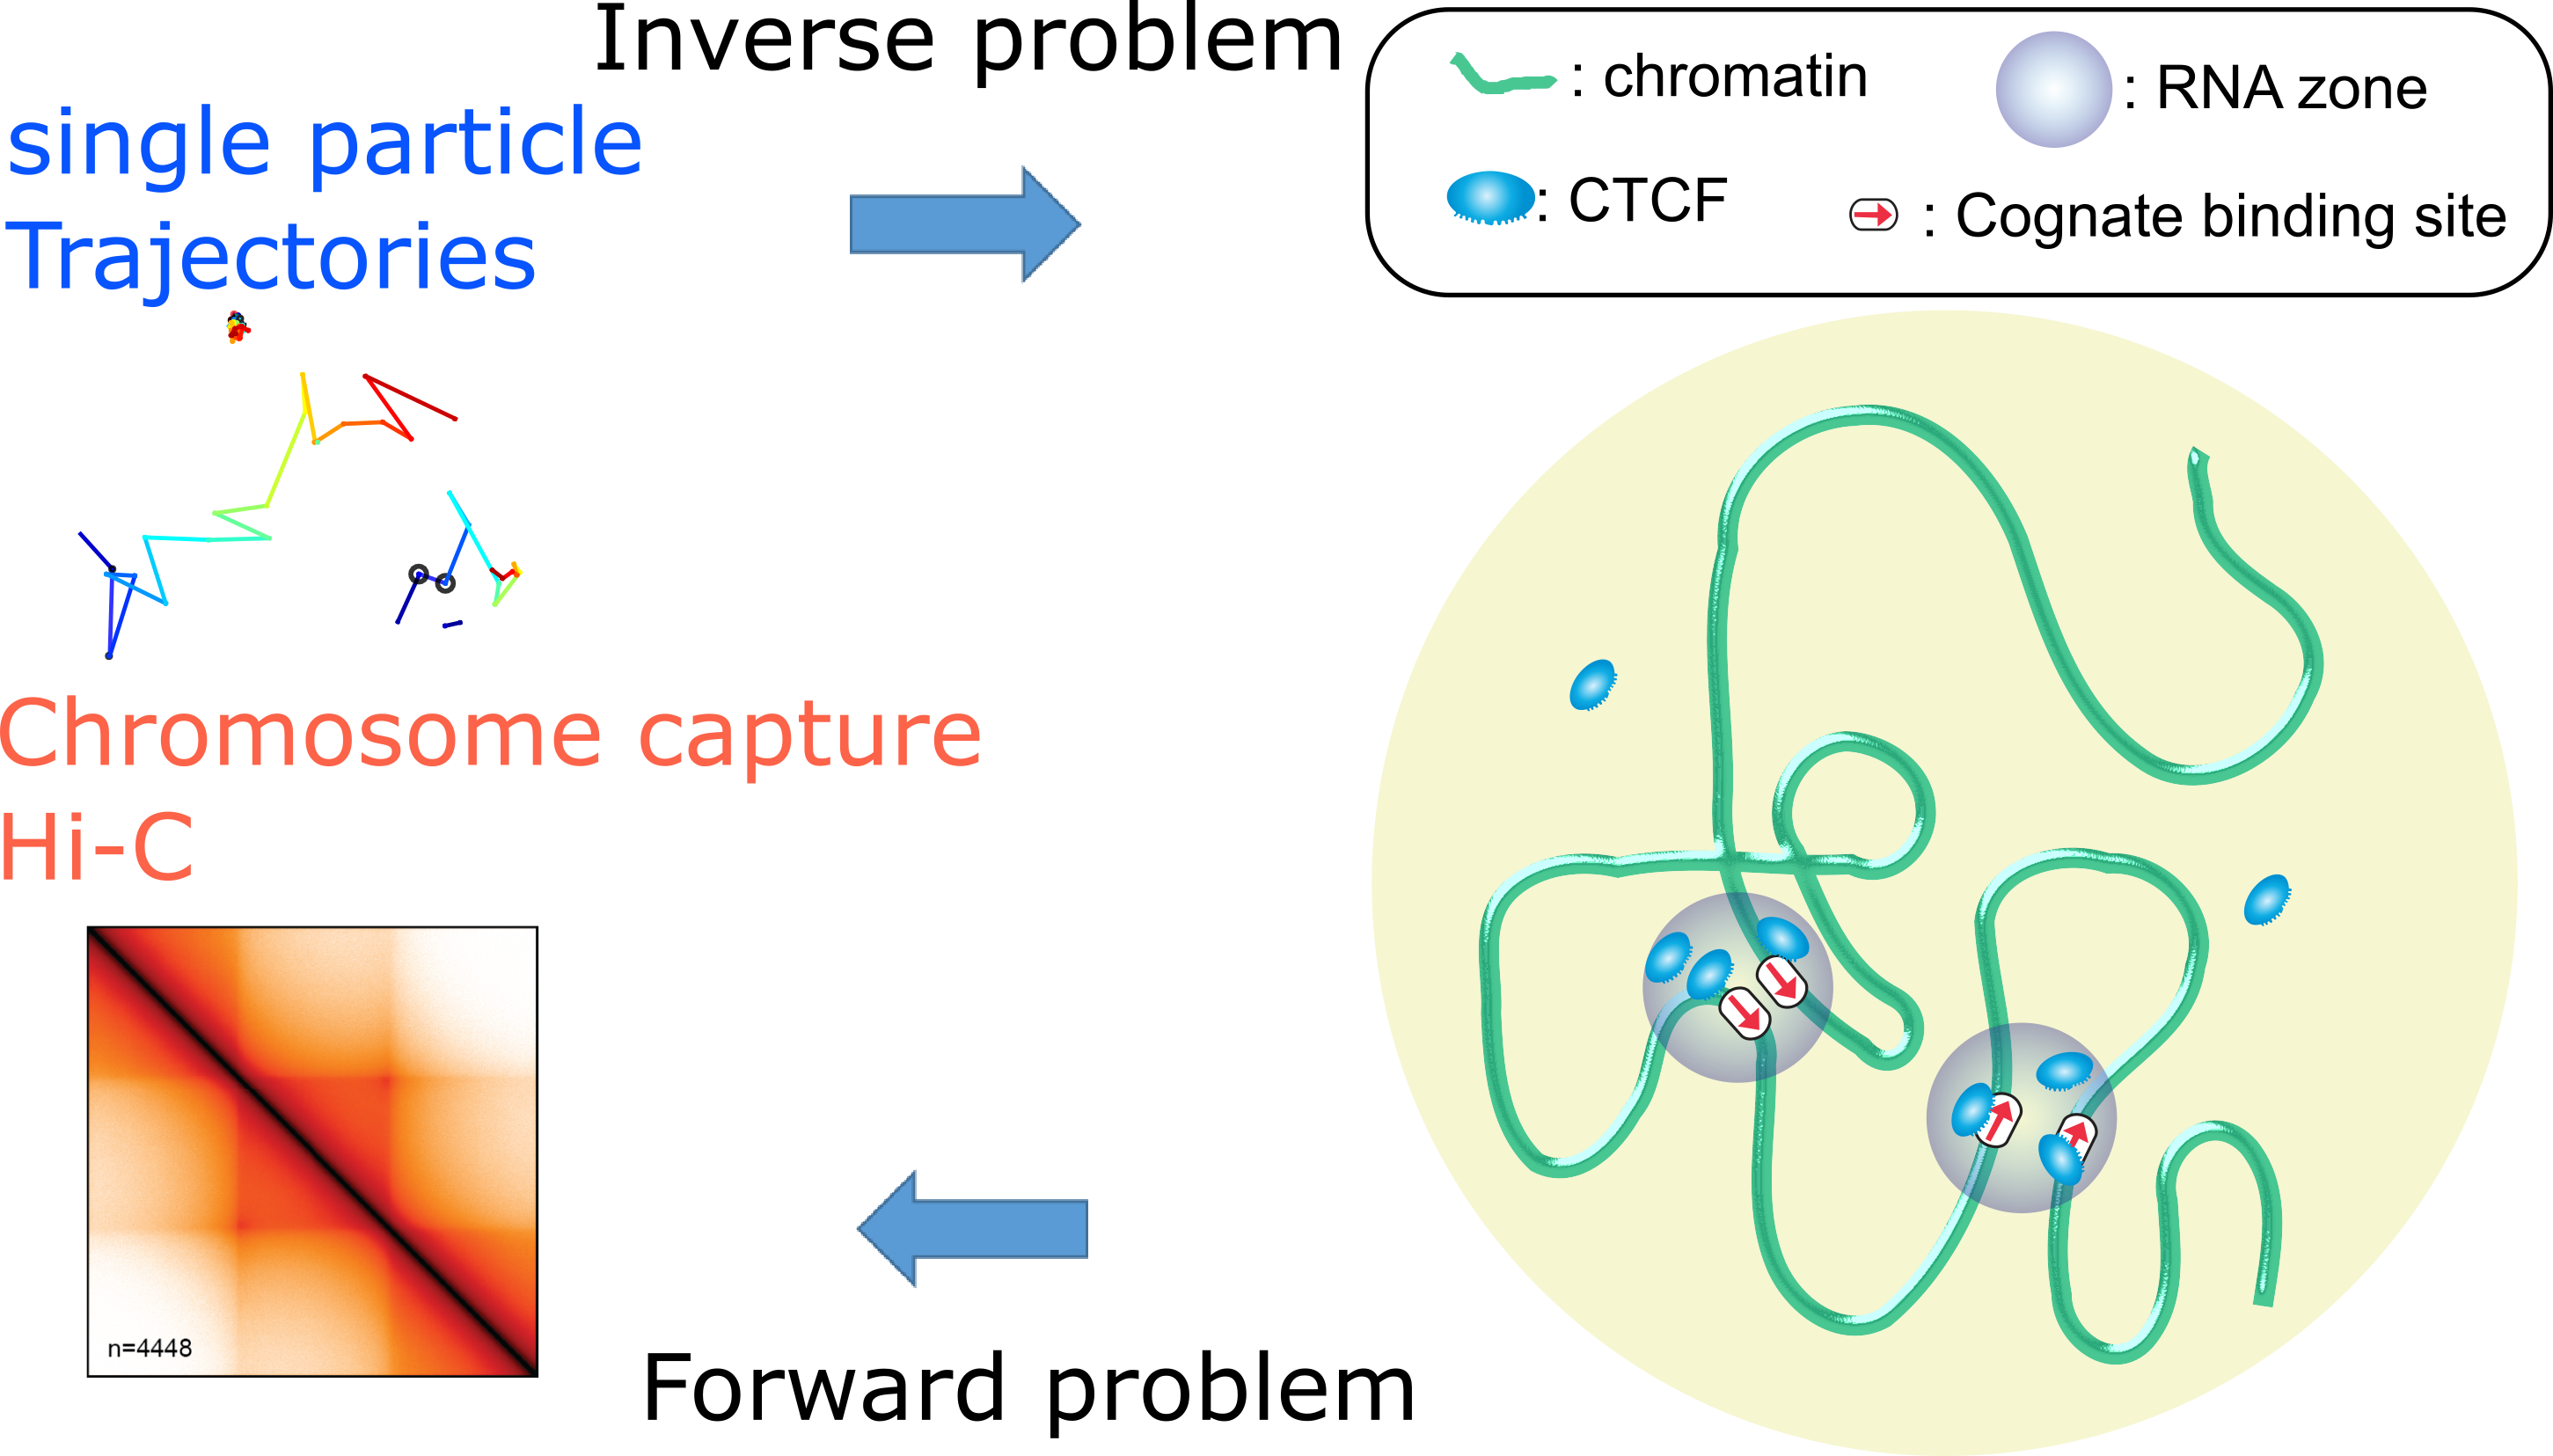 Inverse problem
single particle
Trajectories
: chromatin
: RNA zone
: CTCF
: Cognate binding site
Chromosome capture
Hi-C
n=4448
Forward problem